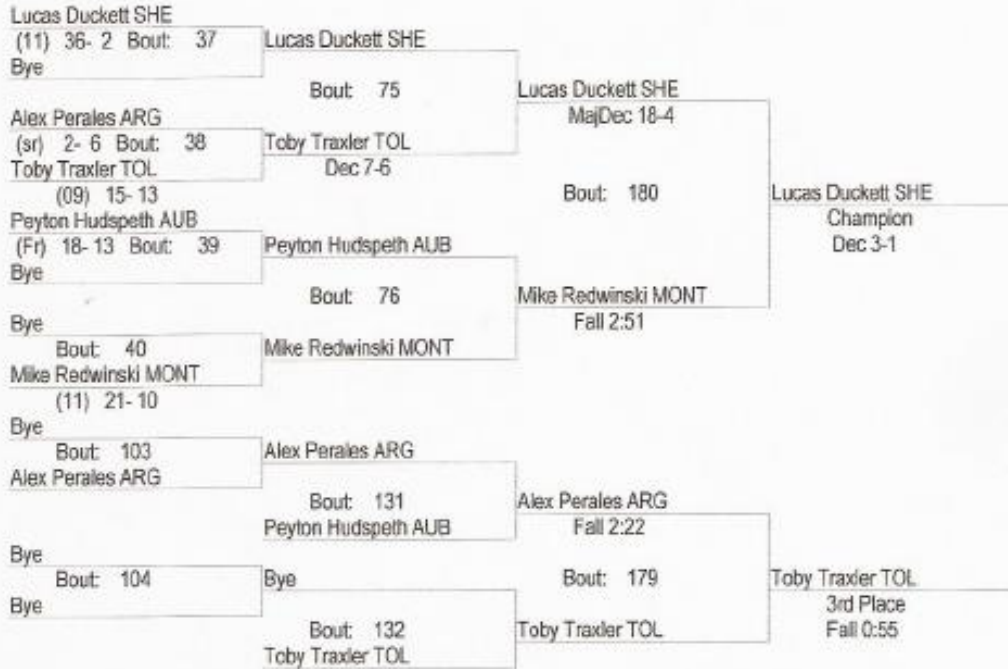 Lucas Duckett SHE
(11) 36- 2 Bout: 37
Bye
Lucas Duckett SHE
Bout: 75
Alex Perales ARG
(sr) 2- 6 Bout: 38
Toby Traxler TOL
(09) 15- 13
Toby Traxler TOL
Dec 7-6
Lucas Duckett SHE
MajDec 18-4
Bout: 180
Peyton Hudspeth AUB
(Fr) 18- 13 Bout: 39
Bye
Peyton Hudspeth AUB
Bout: 76
Bye
Bout: 40
Mike Redwinski MONT
(11) 21- 10
Mike Redwinski MONT
Mike Redwinski MONT
Fall 2:51
Lucas Duckett SHE
Champion
Dec 3-1
Bye
Bout: 103
Alex Perales ARG
Alex Perales ARG
Bout: 131
Peyton Hudspeth AUB
Alex Perales ARG
Fall 2:22
Bye
Bout: 104
Bye
Bye
Bout: 132
Toby Traxler TOL
Bout: 179
Toby Traxler TOL
Toby Traxler TOL
3rd Place
Fall 0:55